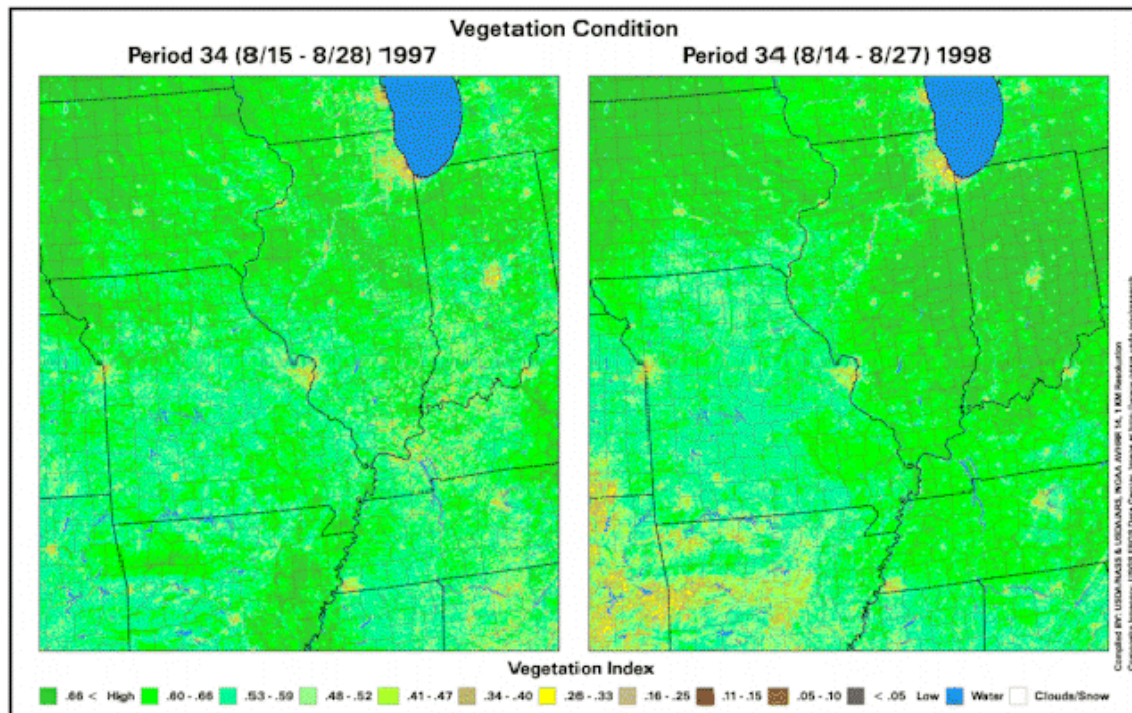 Vegetation Condition
Period 34 (8/15 - 8/28) 1997
Period 34 (8/14 - 8/27) 1998
Vegetation Index
.66 < High .60 - .66 .53 - .59 .48 - .52 .41 - .47 .34 - .40 .26 - .33 .16 - .25 .11 - .15 .05 - .10 < .05 Low Water Clouds/Snow
Compiled BY: USDA/NASS & USDA/ARS, NOAA AVHRR 14, 1 KM Resolution